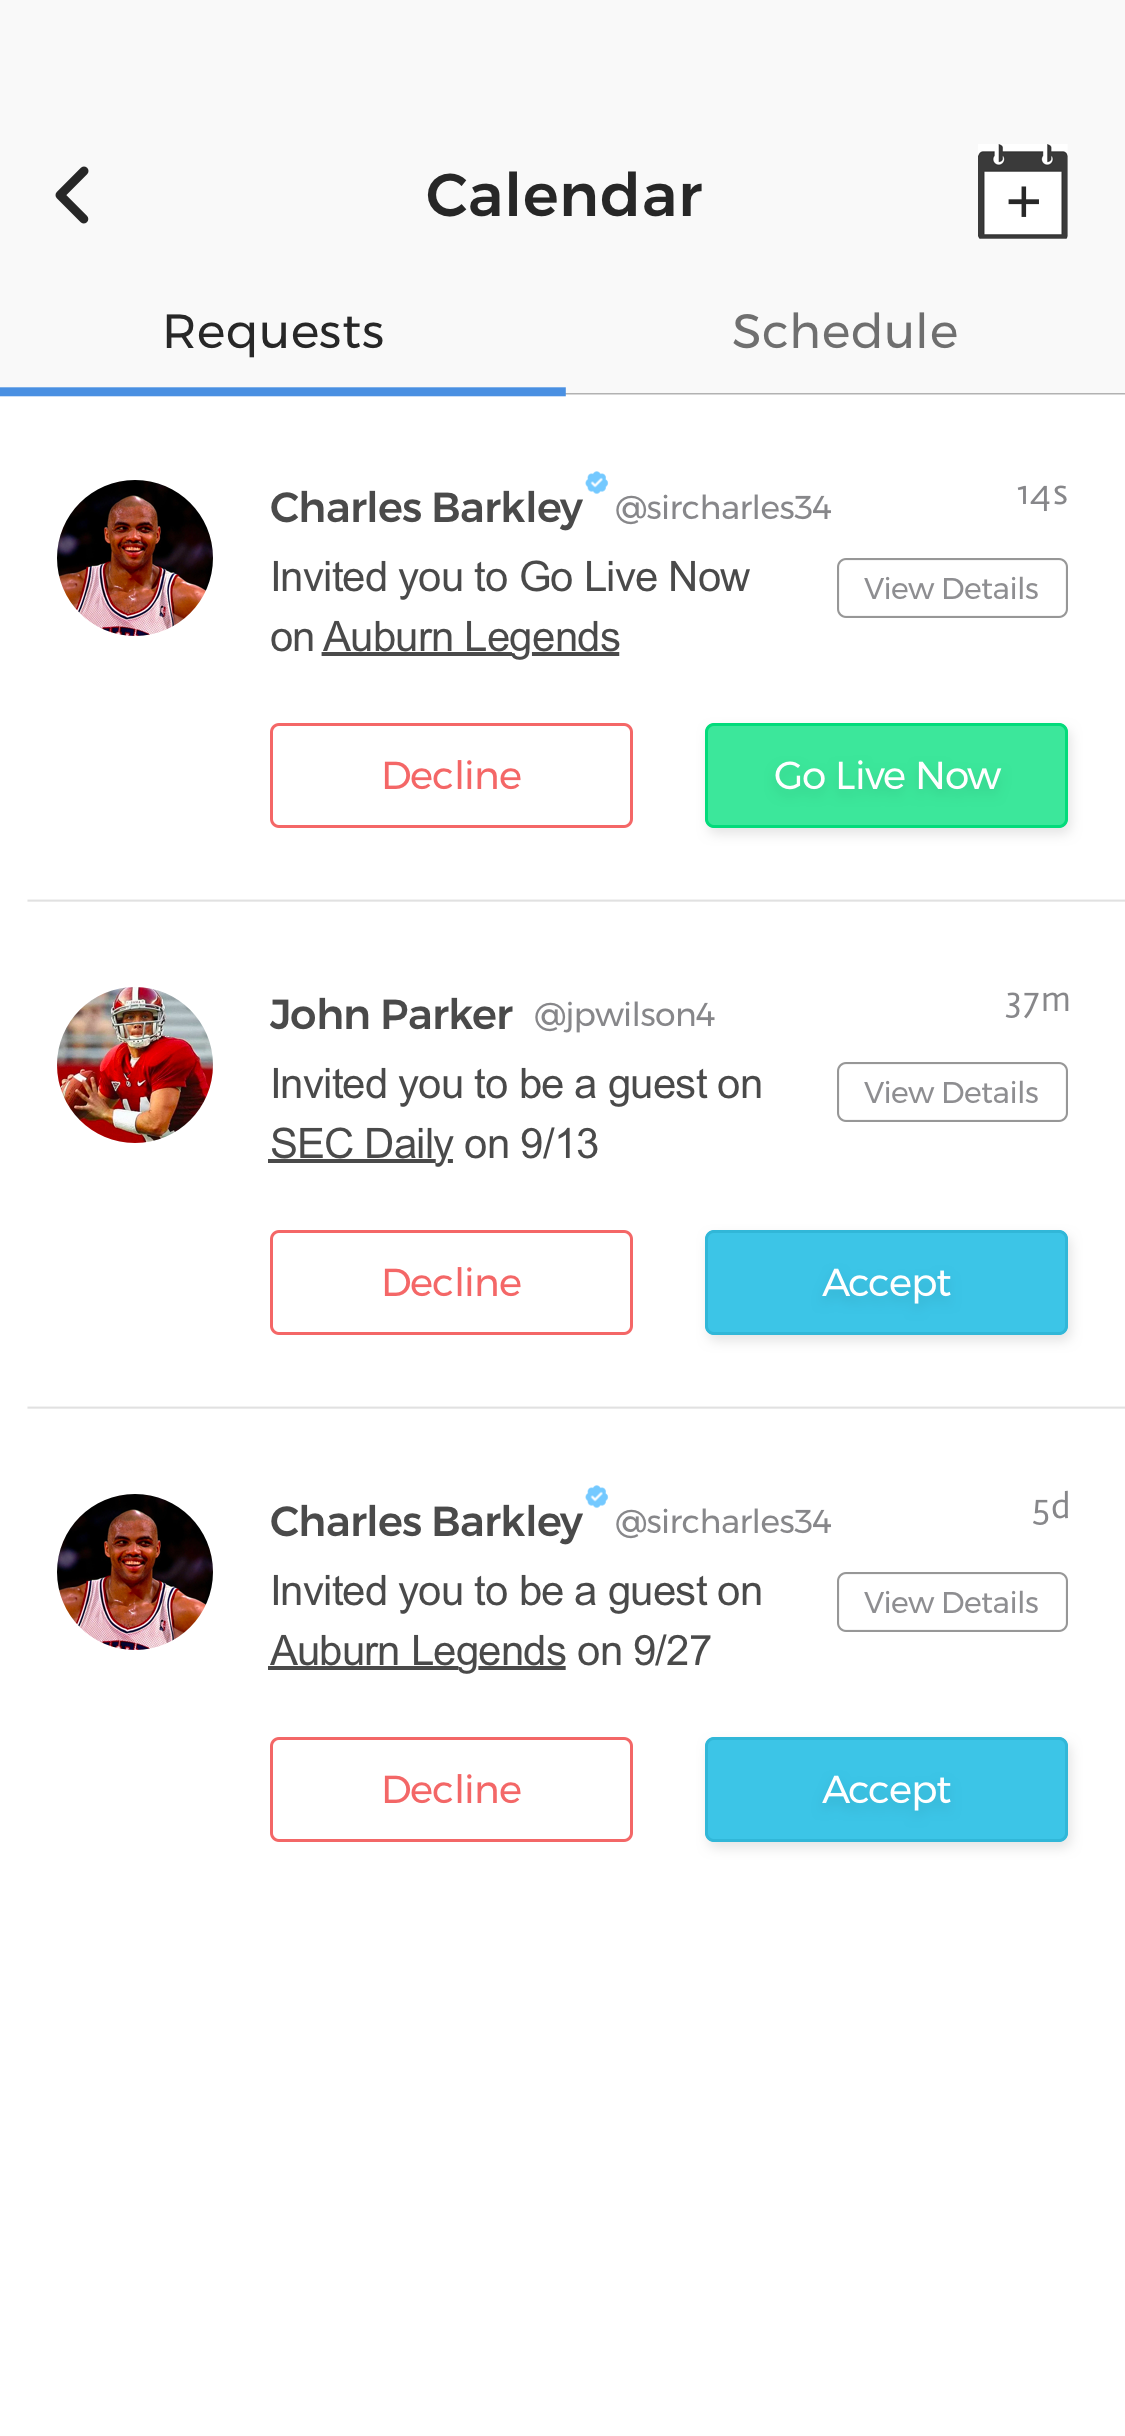 Calendar
Requests
Schedule
Charles Barkley @sircharles34
14s
Invited you to Go Live Now
View Details
on Auburn Legends
Decline
Go Live Now
John Parker @jpwilson4
37m
Invited you to be a guest on
View Details
SEC Daily on 9/13
Decline
Accept
Charles Barkley @sircharles34
5d
Invited you to be a guest on
View Details
Auburn Legends on 9/27
Decline
Accept